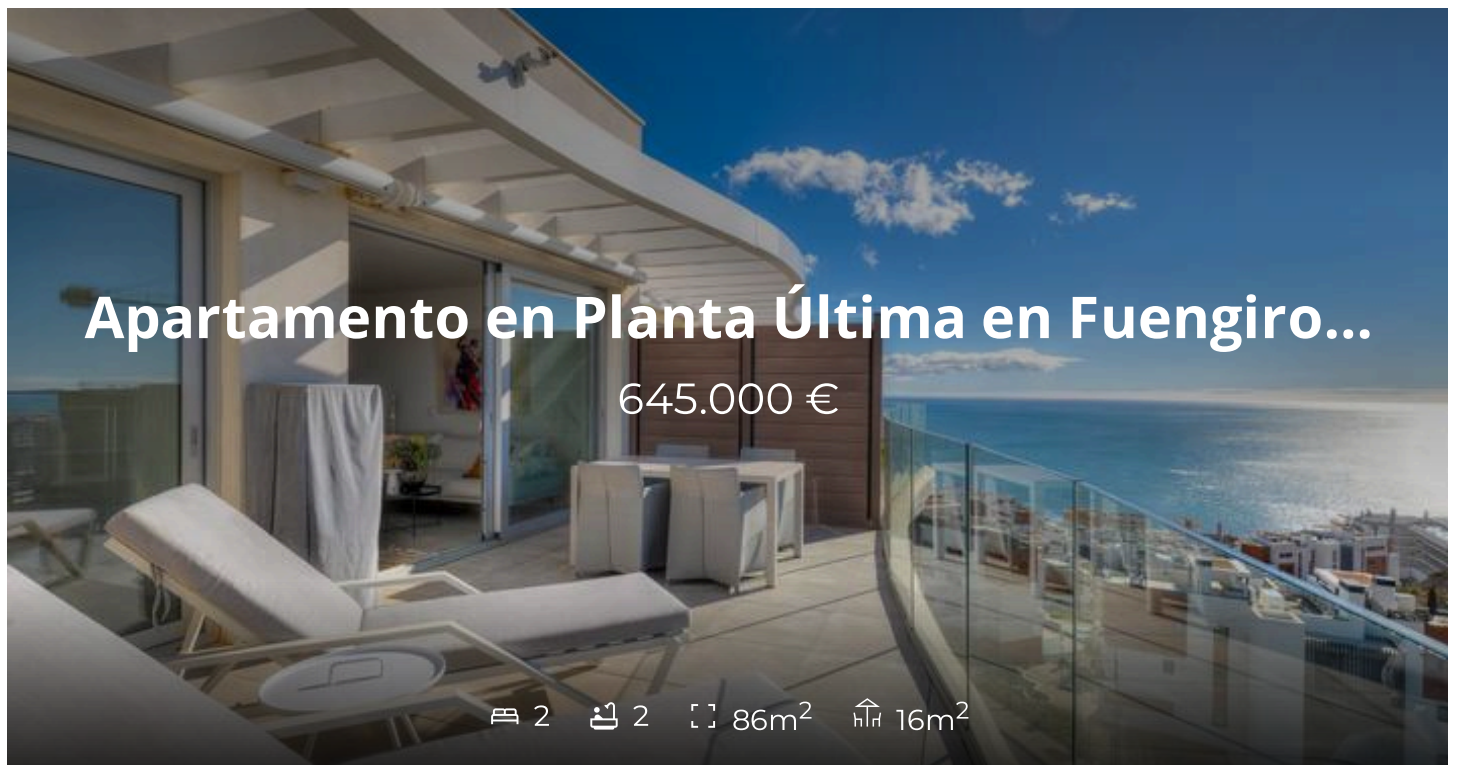 Apartamento en Planta Última en Fuengiro...
645.000 €
2 2 86m² 16m²